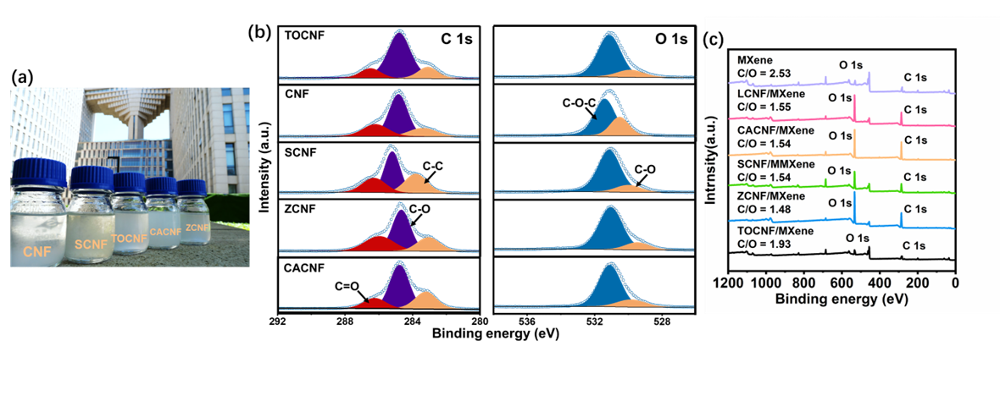 (a)
CNF
SCNF
TOCNF
CACNF
ZCNF
(b)
TOCNF
C 1s
O 1s
CNF
C-O-C
SCNF
C-C
C-O
ZCNF
C-O
CACNF
C=O
292
288
284
280
536
532
528
Binding energy (eV)
Intensity (a.u.)
(c)
MXene
C/O = 2.53
O 1s
C 1s
LCNF/MXene
C/O = 1.55
O 1s
C 1s
CACNF/MXene
C/O = 1.54
O 1s
C 1s
SCNF/MMXene
C/O = 1.54
O 1s
C 1s
ZCNF/MXene
C/O = 1.48
O 1s
C 1s
TOCNF/MXene
C/O = 1.93
O 1s
C 1s
1200 1000 800 600 400 200 0
Binding energy (eV)
Intrnsity(a.u.)